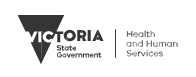 VICTORIA
State
Government
Health
and Human
Services